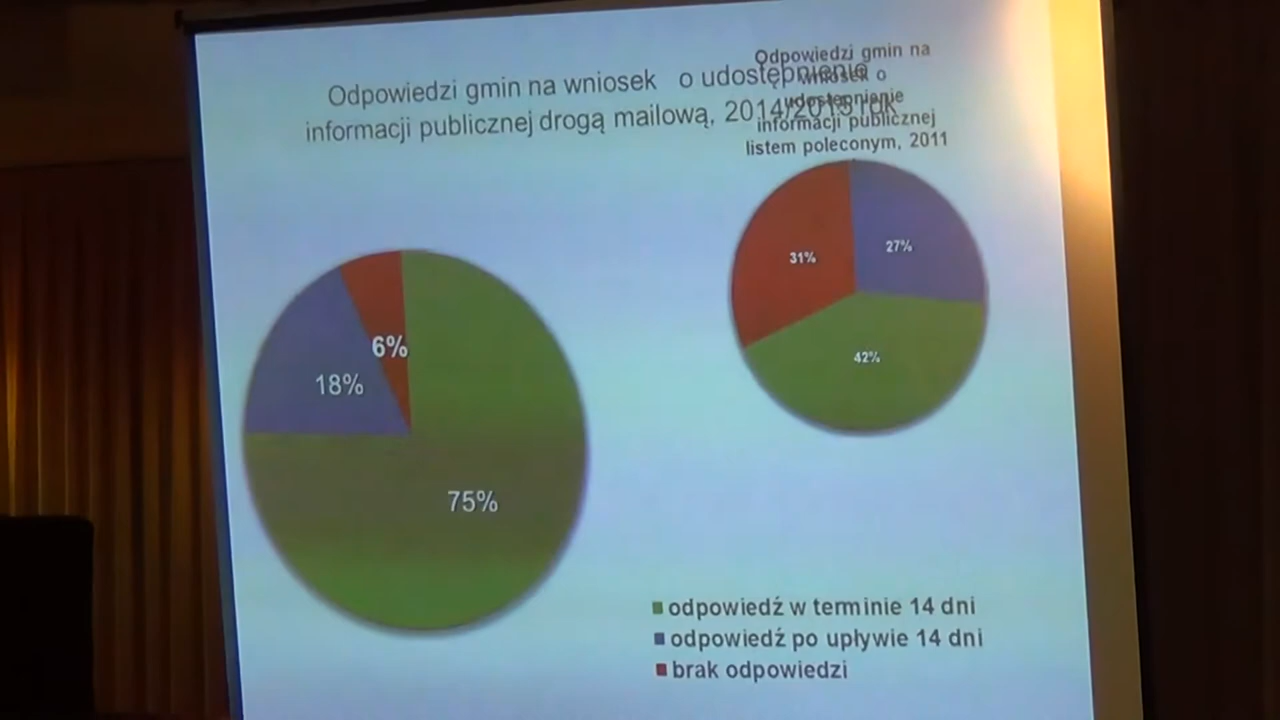 Odpowiedzi gmin na wniosek o udostępnienie
informacji publicznej drogą mailową, 2014/2015 rok
Odpowiedzi gmin na
wniosek o
udostępnienie
informacji publicznej
listem poleconym, 2011
6%
18%
75%
31%
27%
42%
odpowiedź w terminie 14 dni
odpowiedź po upływie 14 dni
brak odpowiedzi